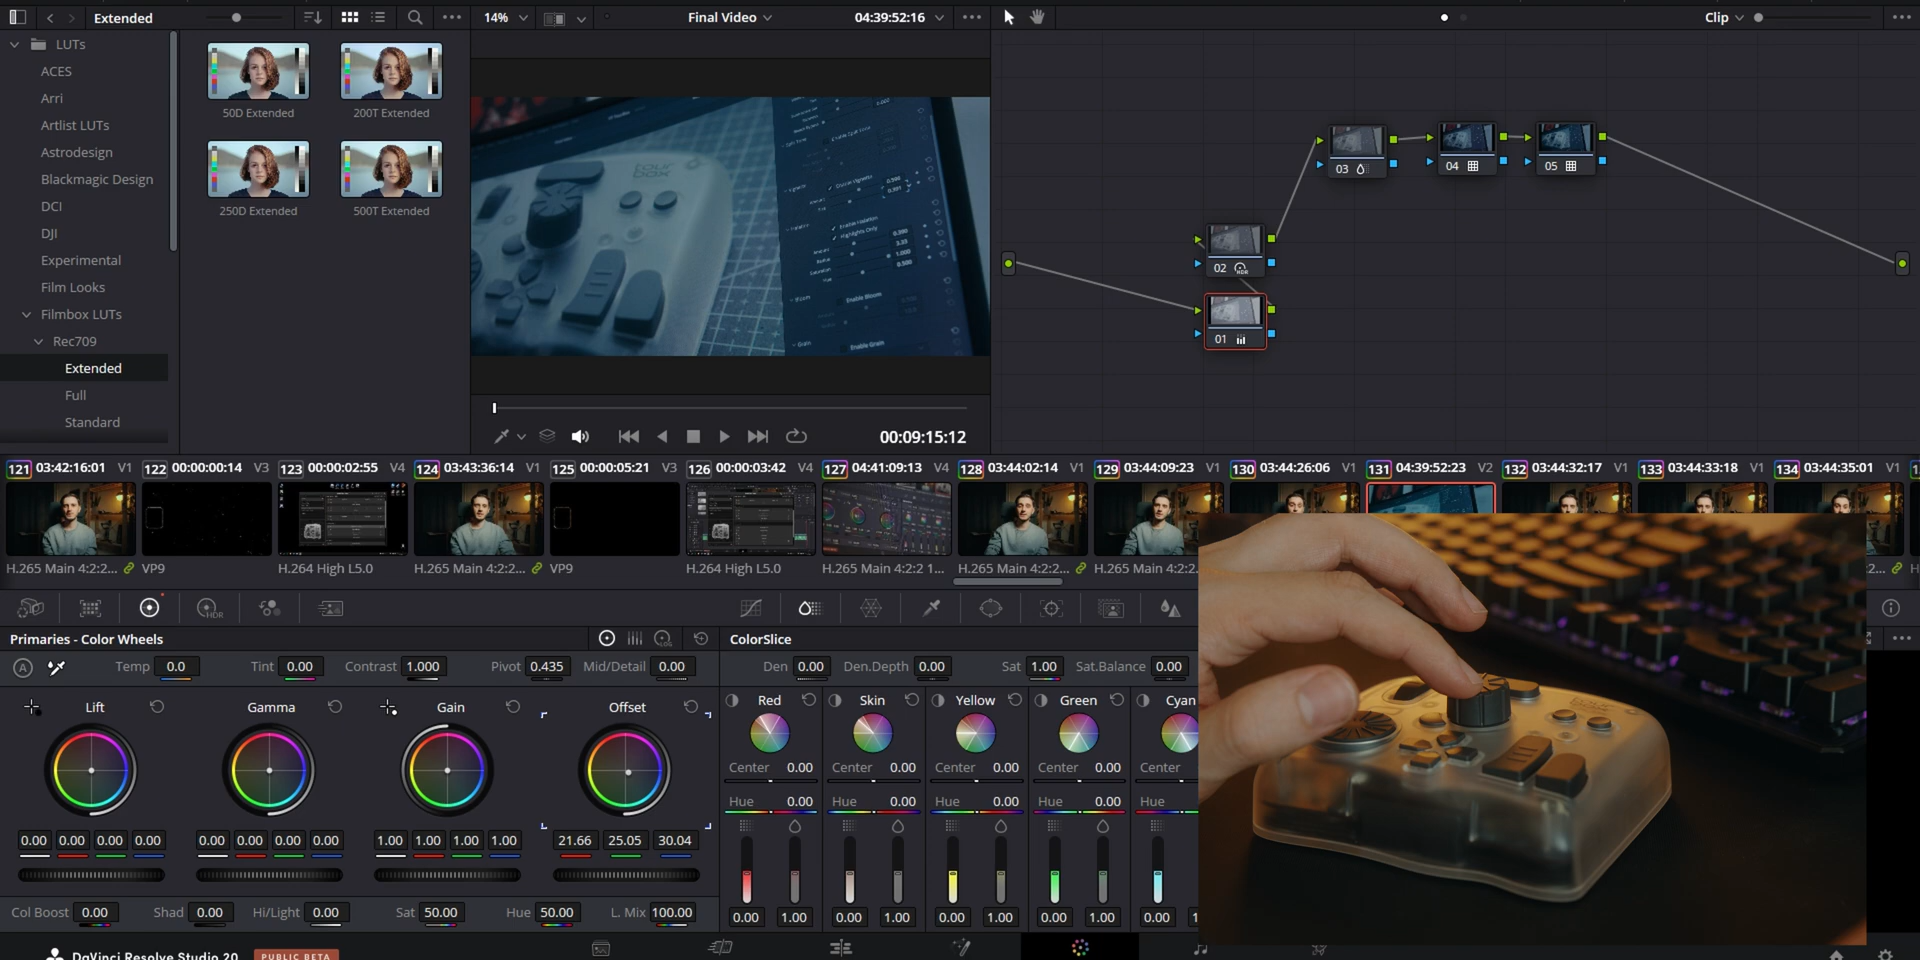 Extended
14%
Final Video
04:39:52:16
Clip
LUTs
ACES
Arri
Artlist LUTs
Astrodesign
Blackmagic Design
DCI
DJI
Experimental
Film Looks
Filmbox LUTs
Rec709
Extended
Full
Standard
50D Extended
200T Extended
250D Extended
500T Extended
tour
box
Enable Halation
Highlights Only
Enable Bloom
Enable Grain
03
04
05
02
HDR
01
00:09:15:12
121 03:42:16:01 V1
122 00:00:00:14 V3
123 00:00:02:55 V4
124 03:43:36:14 V1
125 00:00:05:21 V3
126 00:00:03:42 V4
127 04:41:09:13 V4
128 03:44:02:14 V1
129 03:44:09:23 V1
130 03:44:26:06 V1
131 04:39:52:23 V2
132 03:44:32:17 V1
133 03:44:33:18 V1
134 03:44:35:01 V1
H.265 Main 4:2:2...
VP9
H.264 High L5.0
H.265 Main 4:2:2...
VP9
H.264 High L5.0
H.265 Main 4:2:2 1...
H.265 Main 4:2:2...
H.265 Main 4:2:2
HDR
Primaries - Color Wheels
ColorSlice
A
Temp 0.0
Tint 0.00
Contrast 1.000
Pivot 0.435
Mid/Detail 0.00
Den 0.00
Den.Depth 0.00
Sat 1.00
Sat.Balance 0.00
Lift
Gamma
Gain
Offset
Red
Skin
Yellow
Green
Cyan
Center 0.00
Center 0.00
Center 0.00
Center 0.00
Center
Hue 0.00
Hue 0.00
Hue 0.00
Hue 0.00
Hue
0.00 0.00 0.00 0.00
0.00 0.00 0.00 0.00
1.00 1.00 1.00 1.00
21.66 25.05 30.04
0.00 1.00
0.00 1.00
0.00 1.00
0.00 1.00
0.00 1
Col Boost 0.00
Shad 0.00
Hi/Light 0.00
Sat 50.00
Hue 50.00
L. Mix 100.00
DaVinci Resolve Studio 20
PUBLIC BETA